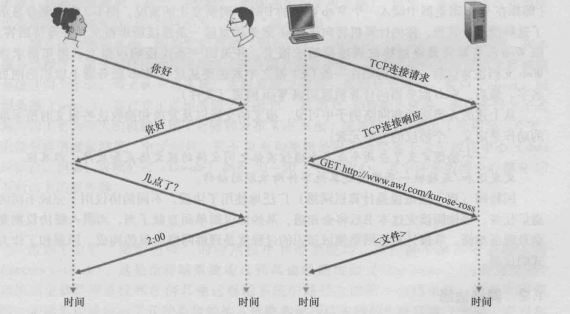 你好
你好
几点了?
2:00
时间
时间
TCP连接请求
TCP连接响应
GET http://www.awl.com/kurose-ross
<文件>
时间
时间